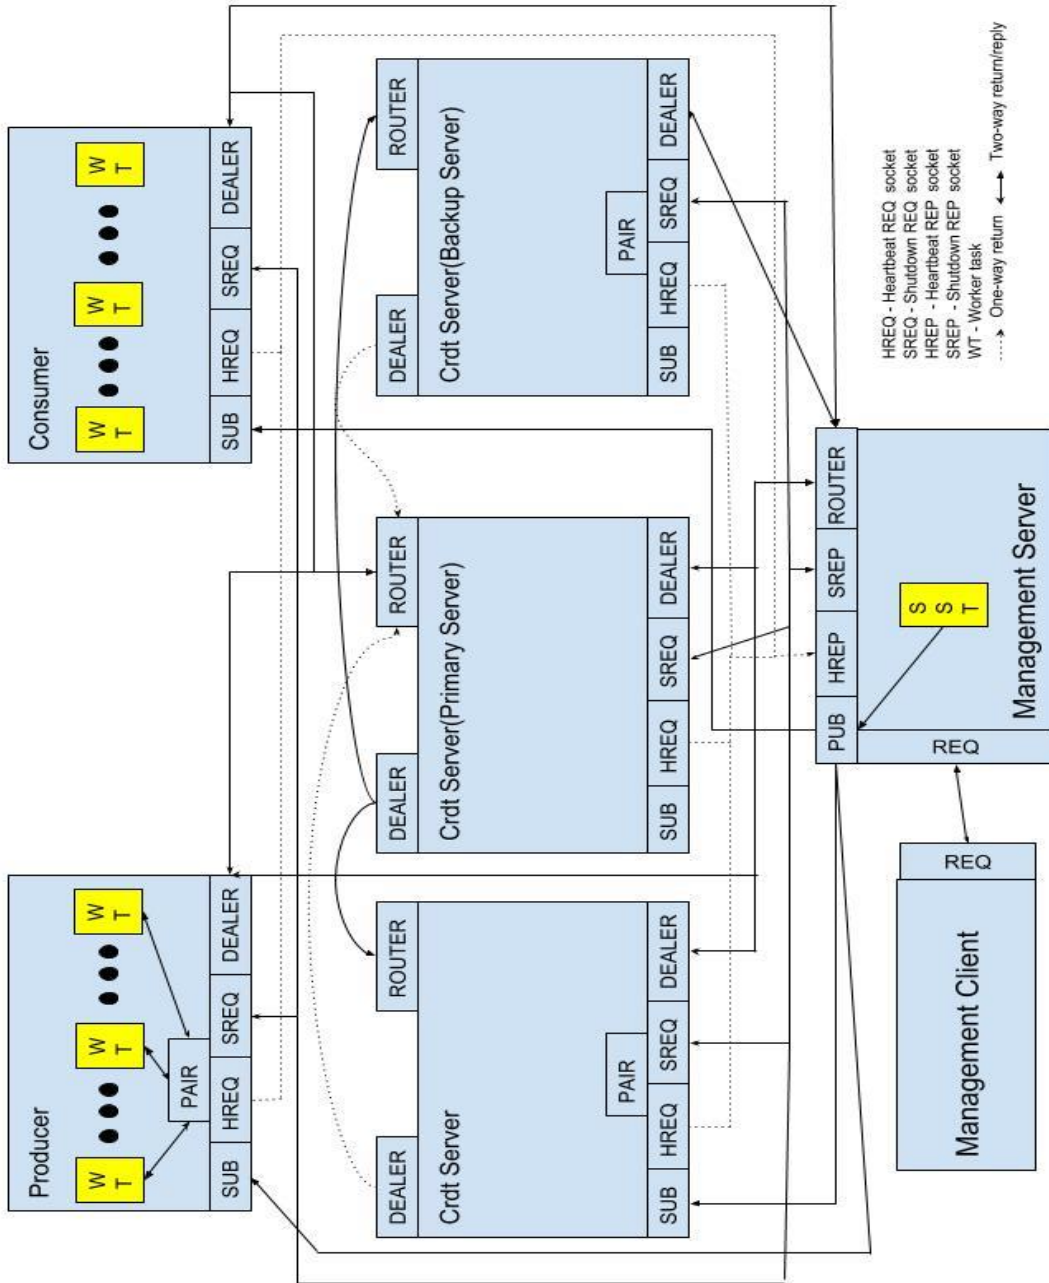 Producer
W T
W T
W T
PAIR
SUB
HREQ
SREQ
DEALER
Consumer
W T
W T
W T
SUB
HREQ
SREQ
DEALER
DEALER
ROUTER
Crdt Server
PAIR
SUB
HREQ
SREQ
DEALER
DEALER
ROUTER
Crdt Server(Primary Server)
SUB
HREQ
SREQ
DEALER
DEALER
ROUTER
Crdt Server(Backup Server)
PAIR
SUB
HREQ
SREQ
DEALER
REQ
Management Client
PUB
HREP
SREP
ROUTER
REQ
S S T
Management Server
HREQ - Heartbeat REQ socket
SREQ - Shutdown REQ socket
HREP - Heartbeat REP socket
SREP - Shutdown REP socket
WT - Worker task
One-way return
Two-way return/reply